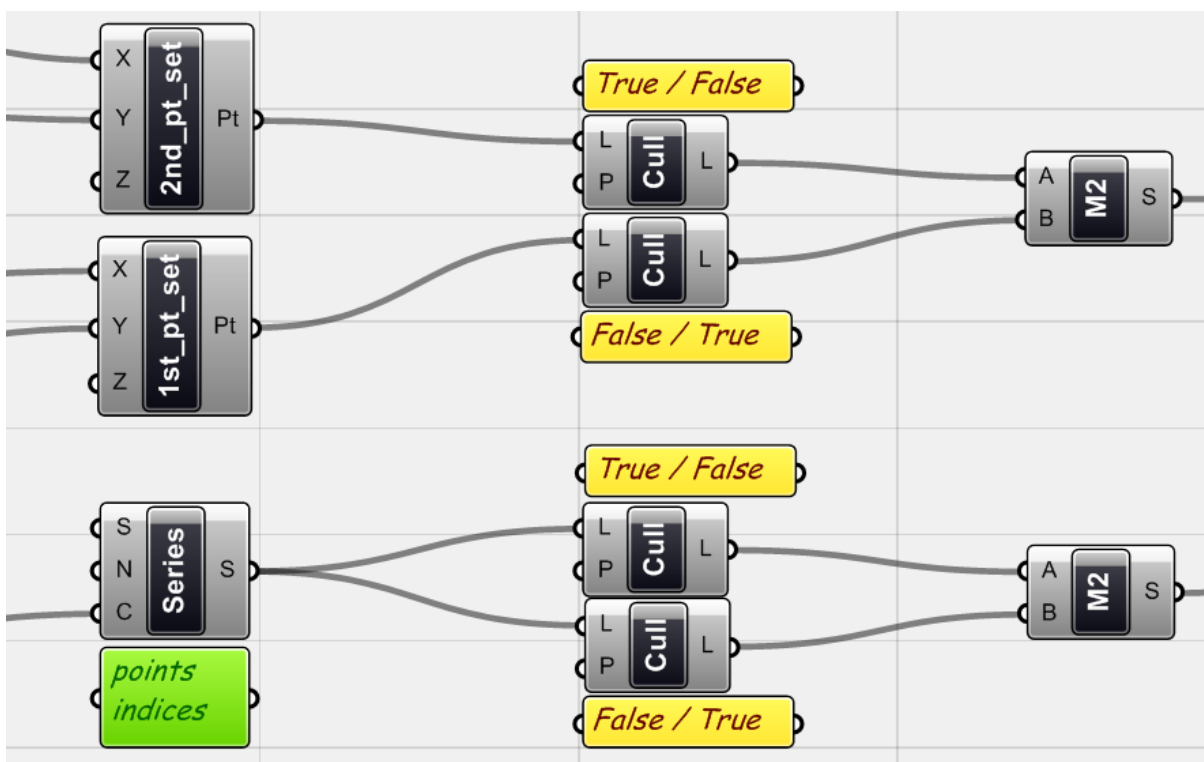 X
Y
Z
2nd_pt_set
Pt
True / False
L
P
Cull
L
L
P
Cull
L
False / True
A
B
M2
S
X
Y
Z
1st_pt_set
Pt
True / False
S
N
C
Series
S
L
P
Cull
L
L
P
Cull
L
False / True
A
B
M2
S
points
indices